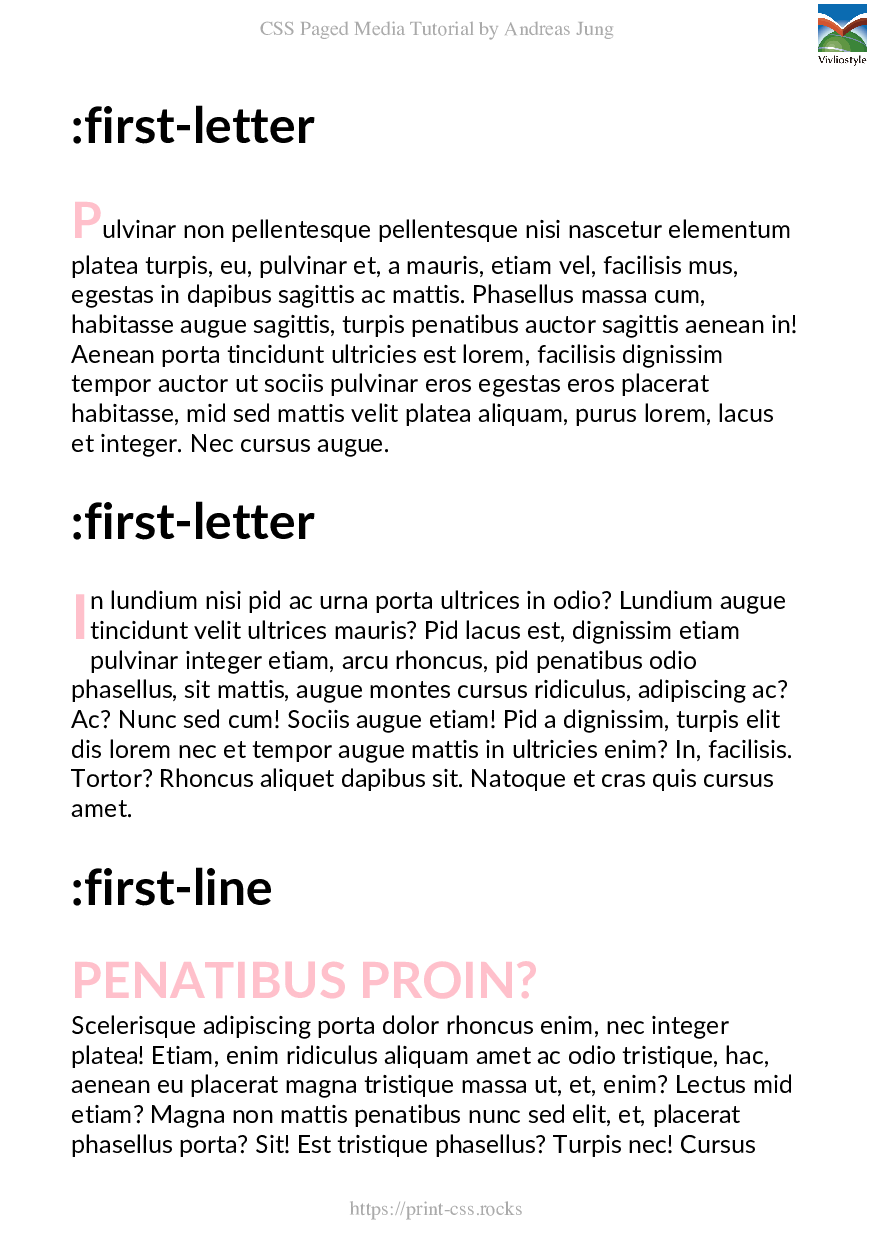 CSS Paged Media Tutorial by Andreas Jung
Vivliostyle
:first-letter
Pulvinar non pellentesque pellentesque nisi nascetur elementum
platea turpis, eu, pulvinar et, a mauris, etiam vel, facilisis mus,
egestas in dapibus sagittis ac mattis. Phasellus massa cum,
habitasse augue sagittis, turpis penatibus auctor sagittis aenean in!
Aenean porta tincidunt ultricies est lorem, facilisis dignissim
tempor auctor ut sociis pulvinar eros egestas eros placerat
habitasse, mid sed mattis velit platea aliquam, purus lorem, lacus
et integer. Nec cursus augue.
:first-letter
In lundium nisi pid ac urna porta ultrices in odio? Lundium augue
tincidunt velit ultrices mauris? Pid lacus est, dignissim etiam
pulvinar integer etiam, arcu rhoncus, pid penatibus odio
phasellus, sit mattis, augue montes cursus ridiculus, adipiscing ac?
Ac? Nunc sed cum! Sociis augue etiam! Pid a dignissim, turpis elit
dis lorem nec et tempor augue mattis in ultricies enim? In, facilisis.
Tortor? Rhoncus aliquet dapibus sit. Natoque et cras quis cursus
amet.
:first-line
PENATIBUS PROIN?
Scelerisque adipiscing porta dolor rhoncus enim, nec integer
platea! Etiam, enim ridiculus aliquam amet ac odio tristique, hac,
aenean eu placerat magna tristique massa ut, et, enim? Lectus mid
etiam? Magna non mattis penatibus nunc sed elit, et, placerat
phasellus porta? Sit! Est tristique phasellus? Turpis nec! Cursus
https://print-css.rocks